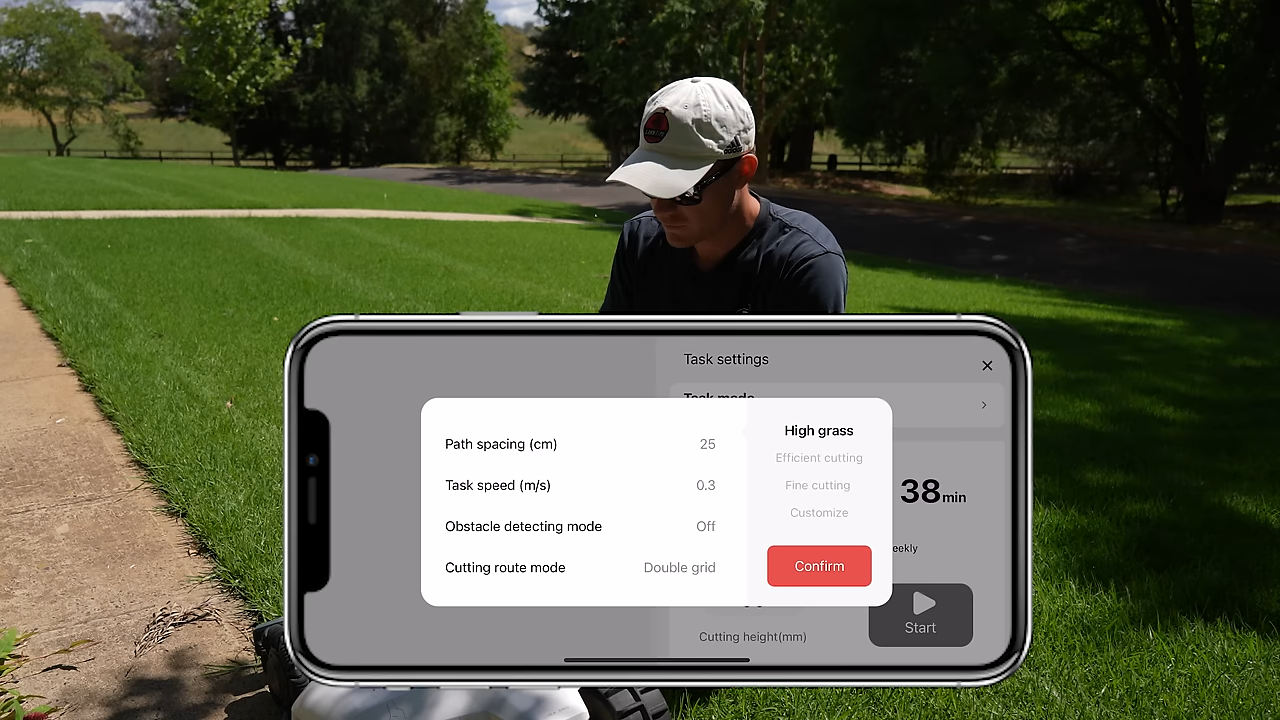 adidas
Task settings
Task mode
Path spacing (cm) 25
Task speed (m/s) 0.3
Obstacle detecting mode Off
Cutting route mode Double grid
High grass
Efficient cutting
Fine cutting
Customize
Confirm
38min
eekly
Start
Cutting height(mm)